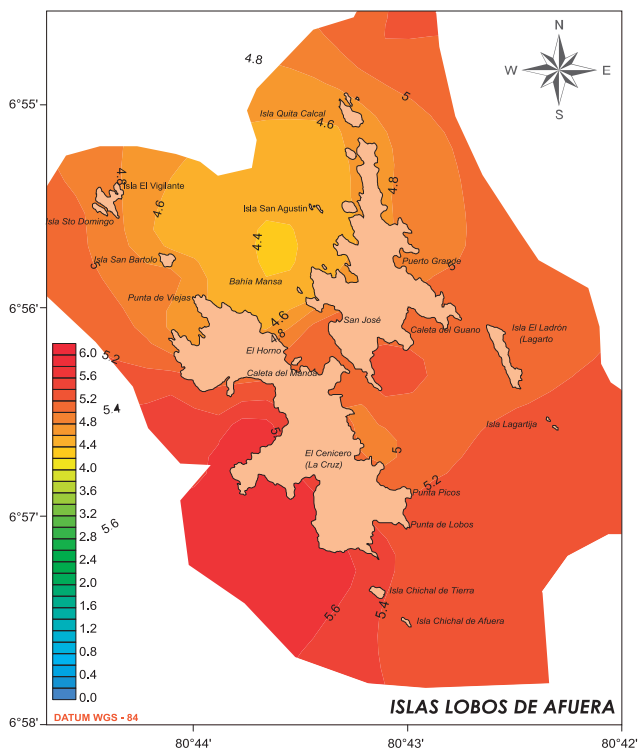 N
W E
S
6°55'
6°56'
6°57'
6°58'
80°44'
80°43'
80°42'
4.8
5
Isla Quita Calcal
4.6
4.8
Isla El Vigilante
4.6
4.8
Isla San Agustin
Isla Sto Domingo
4.4
Isla San Bartolo
5
Puerto Grande
5
Bahía Mansa
Punta de Viejas
4.6
San José
Caleta del Guano
Isla El Ladrón
(Lagarto
4.8
El Horno
5.2
Caleta del Manoa
5.4
5
Isla Lagartija
El Cenicero
(La Cruz)
5
5.2
Punta Picos
Punta de Lobos
5.6
Isla Chichal de Tierra
5.6
5.4
Isla Chichal de Afuera
6.0
5.6
5.2
4.8
4.4
4.0
3.6
3.2
2.8
2.4
2.0
1.6
1.2
0.8
0.4
0.0
DATUM WGS - 84
ISLAS LOBOS DE AFUERA